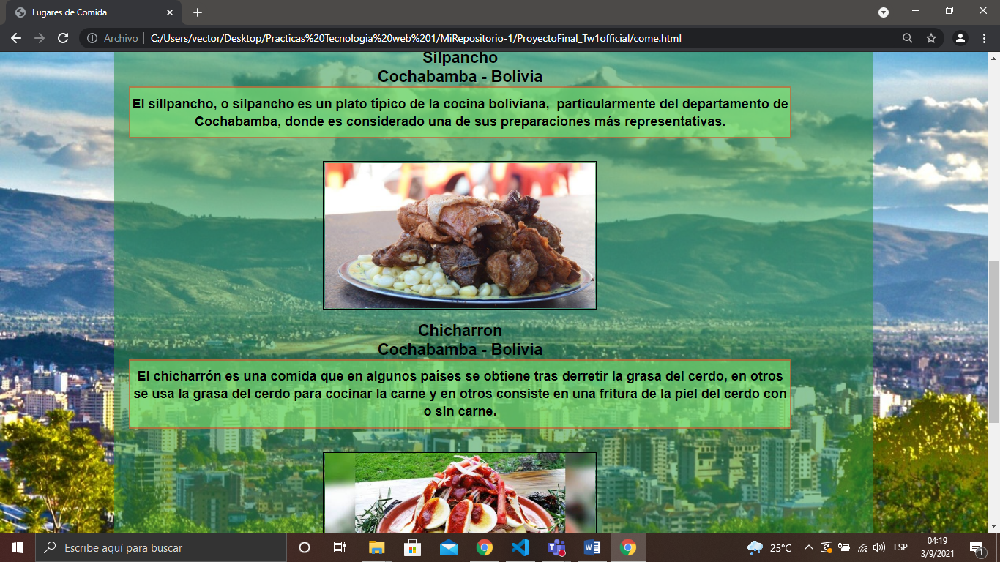 Lugares de Comida
Archivo
C:/Users/vector/Desktop/Practicas%20Tecnologia%20web%201/MiRepositorio-1/ProyectoFinal_Tw1official/come.html
Silpancho
Cochabamba - Bolivia
El sillpancho, o silpancho es un plato típico de la cocina boliviana,  particularmente del departamento de
Cochabamba, donde es considerado una de sus preparaciones más representativas.
Chicharron
Cochabamba - Bolivia
El chicharrón es una comida que en algunos países se obtiene tras derretir la grasa del cerdo, en otros
se usa la grasa del cerdo para cocinar la carne y en otros consiste en una fritura de la piel del cerdo con
o sin carne.
Escribe aquí para buscar
25°C
ESP
04:19
3/9/2021
1